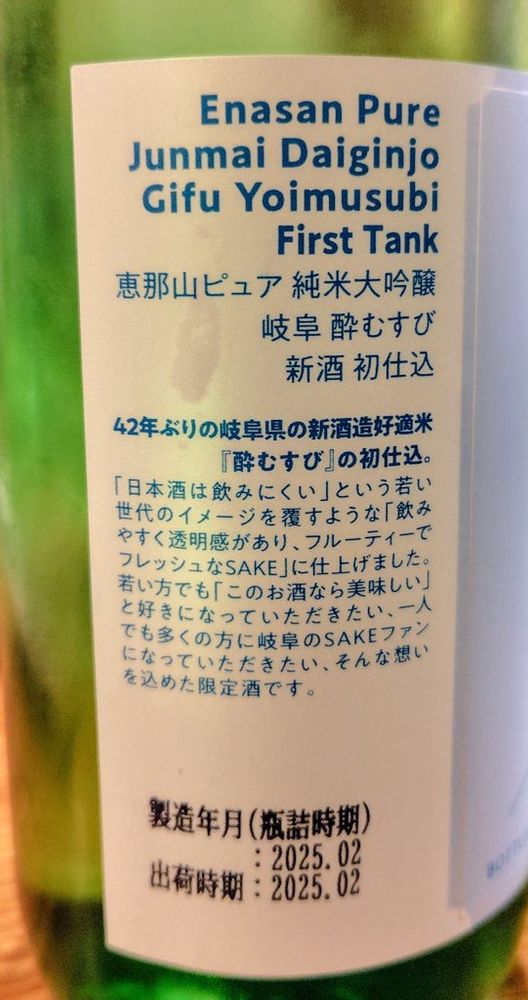 Enasan Pure
Junmai Daiginjo
Gifu Yoimusubi
First Tank
恵那山ピュア 純米大吟醸
岐阜 酔むすび
新酒 初仕込
42年ぶりの岐阜県の新酒造好適米
『酔むすび』の初仕込。
「日本酒は飲みにくい」という若い
世代のイメージを覆すような「飲み
やすく透明感があり、フルーティーで
フレッシュなSAKE」に仕上げました。
若い方でも「このお酒なら美味しい」
と好きになっていただきたい、一人
でも多くの方に岐阜のSAKEファン
になっていただきたい、そんな想い
を込めた限定酒です。
製造年月(瓶詰時期)
:2025.02
出荷時期:2025.02